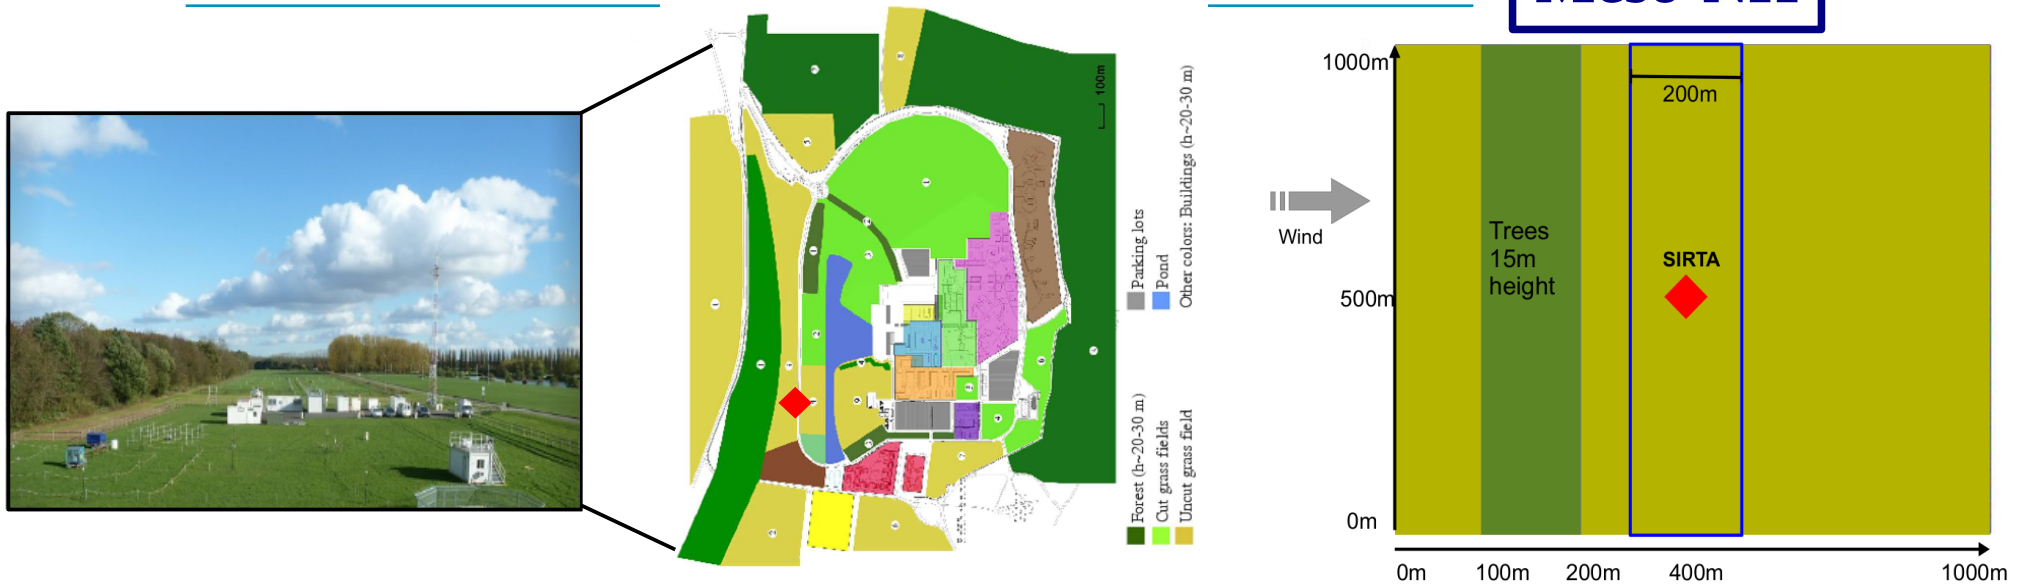 100m
Forest (h~20-30 m)
Cut grass fields
Uncut grass field
Parking lots
Pond
Other colors: Buildings (h~20-30 m)
1000m
500m
0m
Wind
Trees
15m
height
200m
SIRTA
0m 100m 200m 400m 1000m